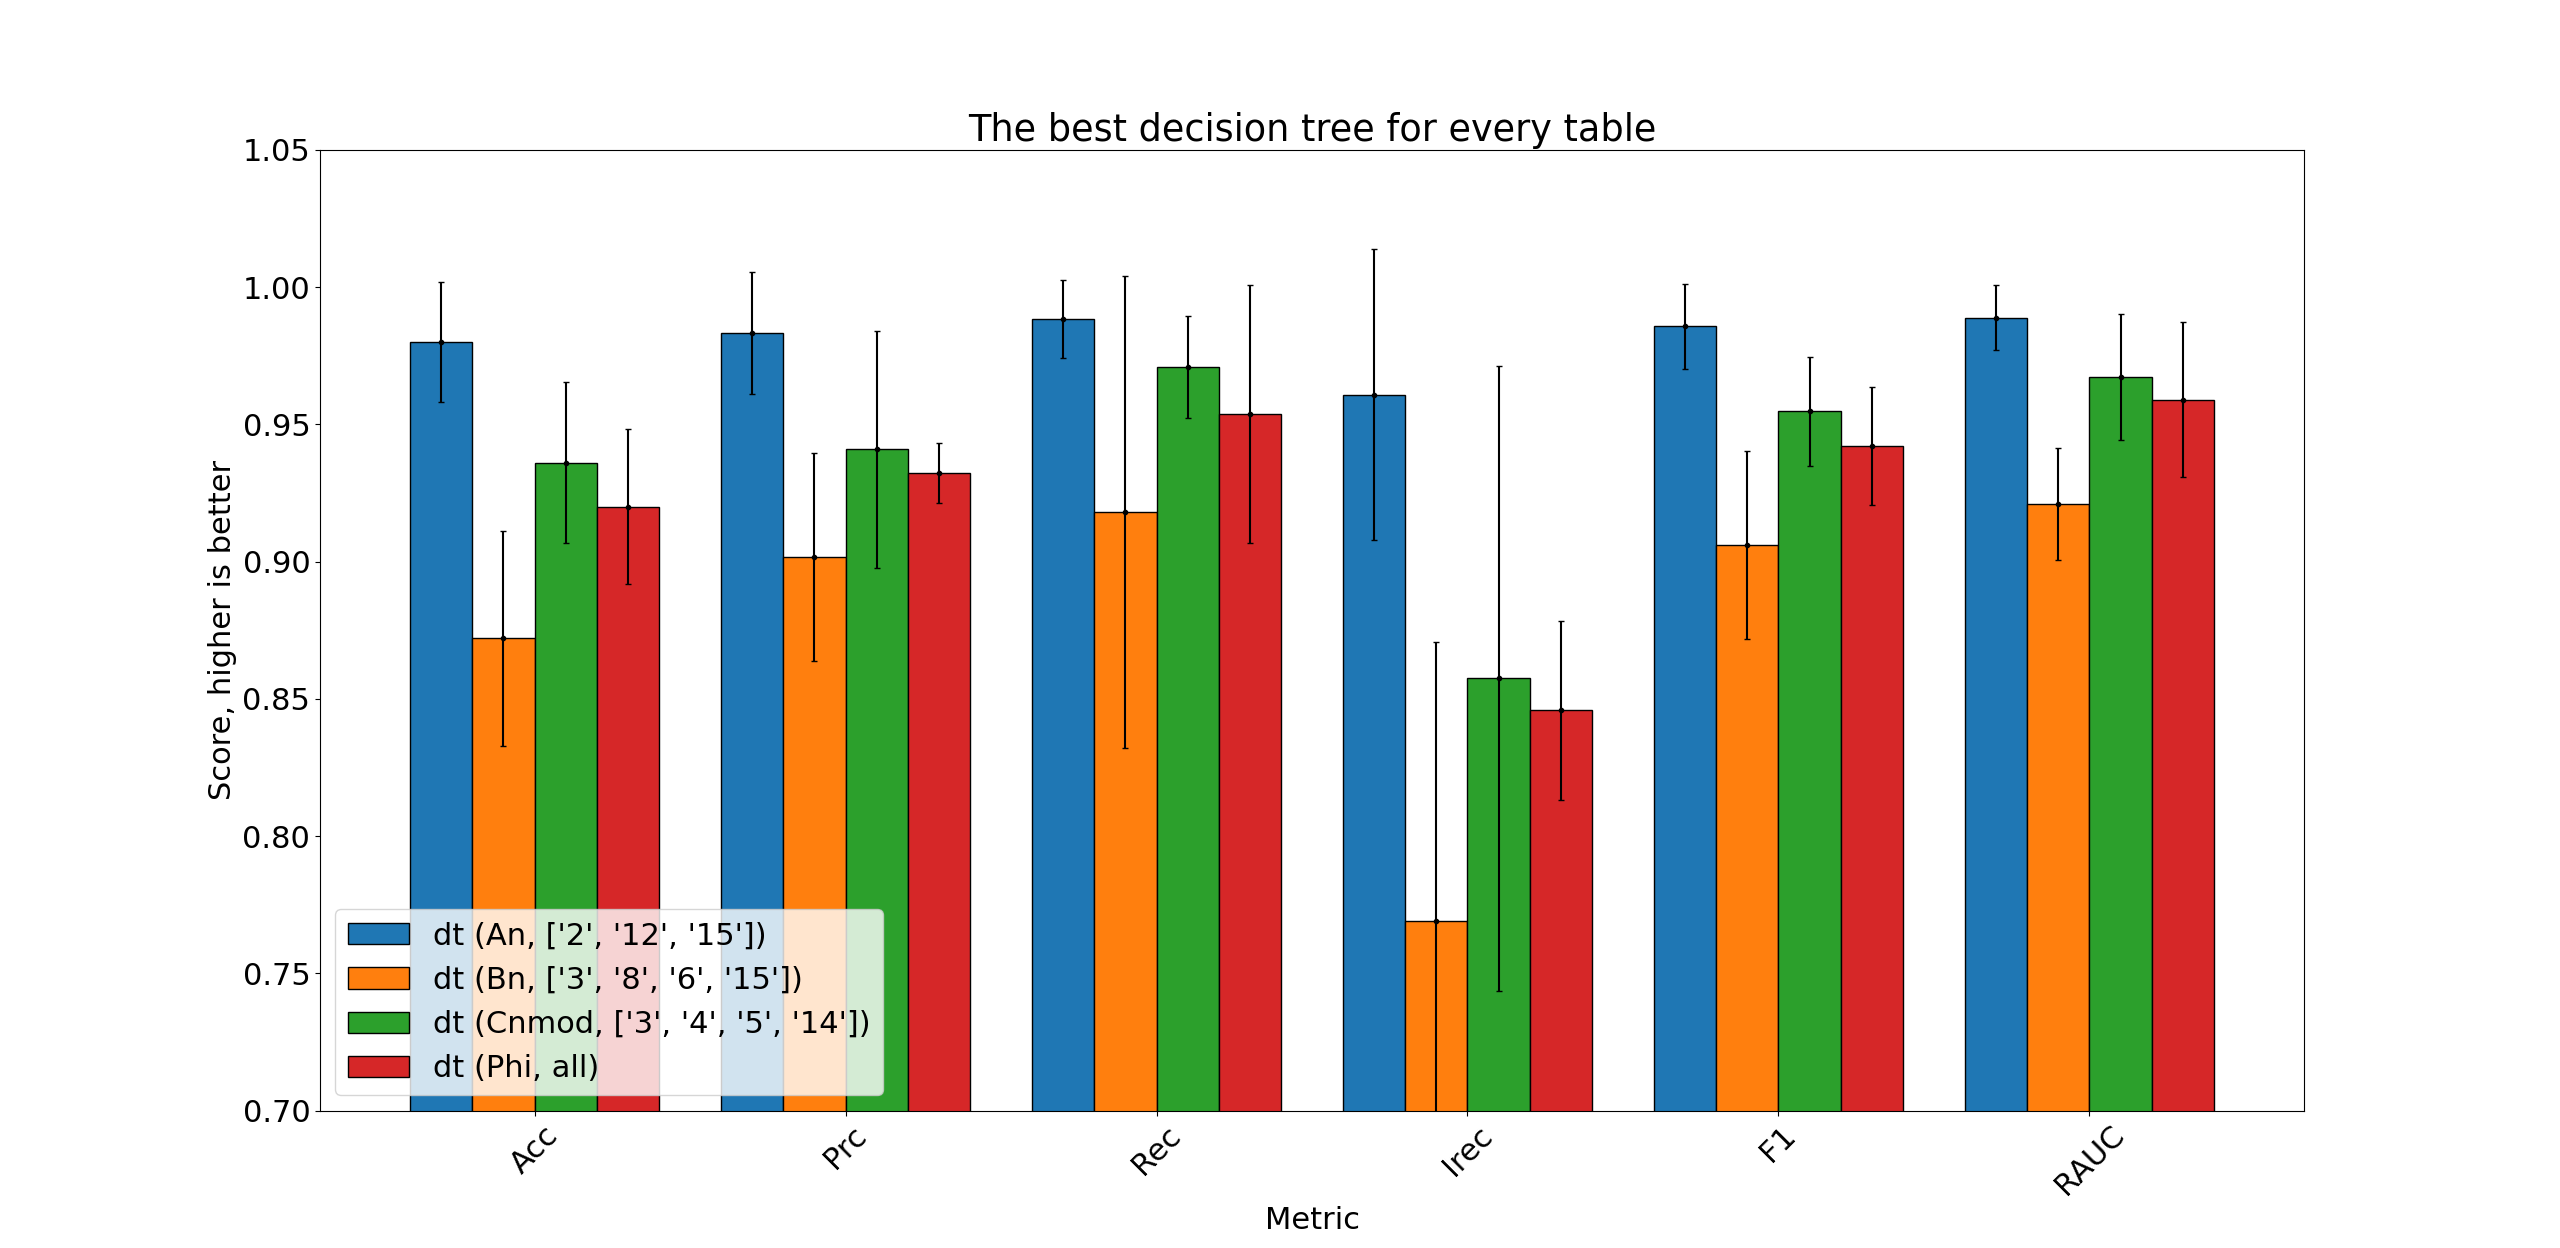 The best decision tree for every table
Score, higher is better
1.05
1.00
0.95
0.90
0.85
0.80
0.75
0.70
dt (An, ['2', '12', '15'])
dt (Bn, ['3', '8', '6', '15'])
dt (Cnmod, ['3', '4', '5', '14'])
dt (Phi, all)
Acc
Prc
Rec
Irec
F1
RAUC
Metric